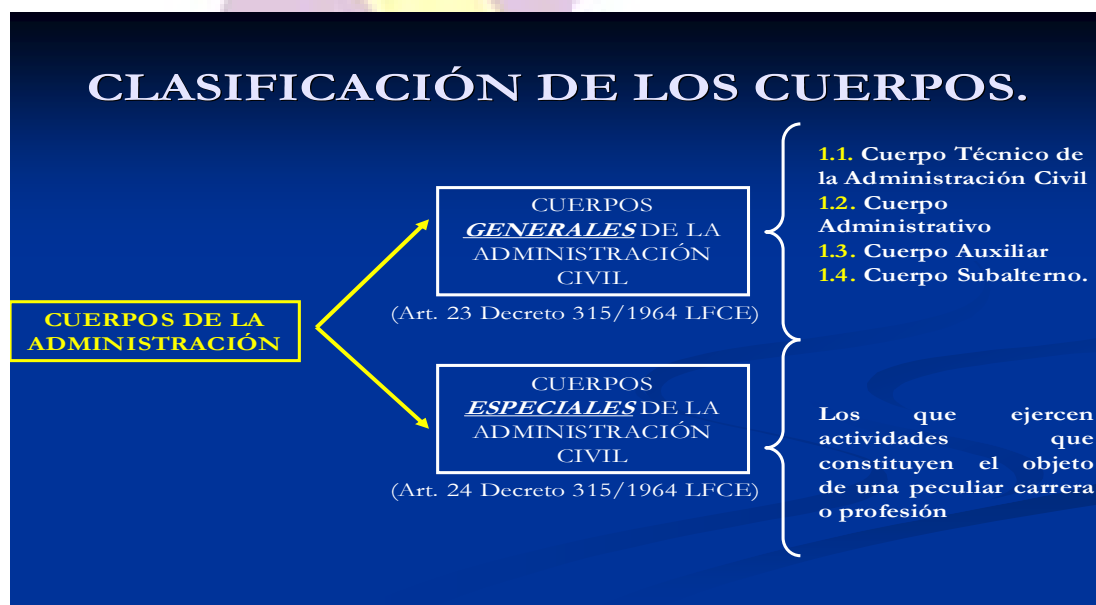 CLASIFICACIÓN DE LOS CUERPOS.
CUERPOS DE LA
ADMINISTRACIÓN
CUERPOS
GENERALES DE LA
ADMINISTRACIÓN
CIVIL
(Art. 23 Decreto 315/1964 LFCE)
1.1. Cuerpo Técnico de
la Administración Civil
1.2. Cuerpo
Administrativo
1.3. Cuerpo Auxiliar
1.4. Cuerpo Subalterno.
CUERPOS
ESPECIALES DE LA
ADMINISTRACIÓN
CIVIL
(Art. 24 Decreto 315/1964 LFCE)
Los que ejercen
actividades que
constituyen el objeto
de una peculiar carrera
o profesión